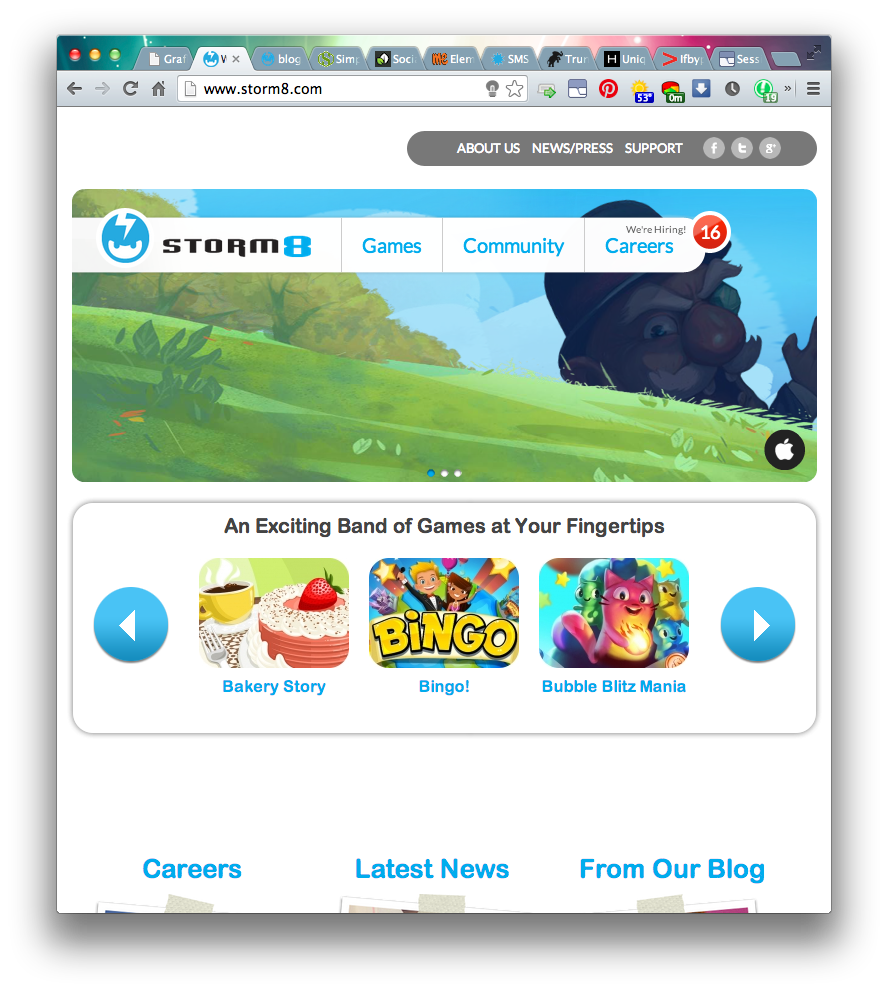 Graf
W
blog
Simp
Soci
Elem
SMS
Trun
Uniq
Ifby
Sess
www.storm8.com
53°
0m
19
»
ABOUT US NEWS/PRESS SUPPORT
f t g+
STORM8
Games
Community
We're Hiring!
Careers
16
An Exciting Band of Games at Your Fingertips
BINGO
Bakery Story
Bingo!
Bubble Blitz Mania
Careers
Latest News
From Our Blog